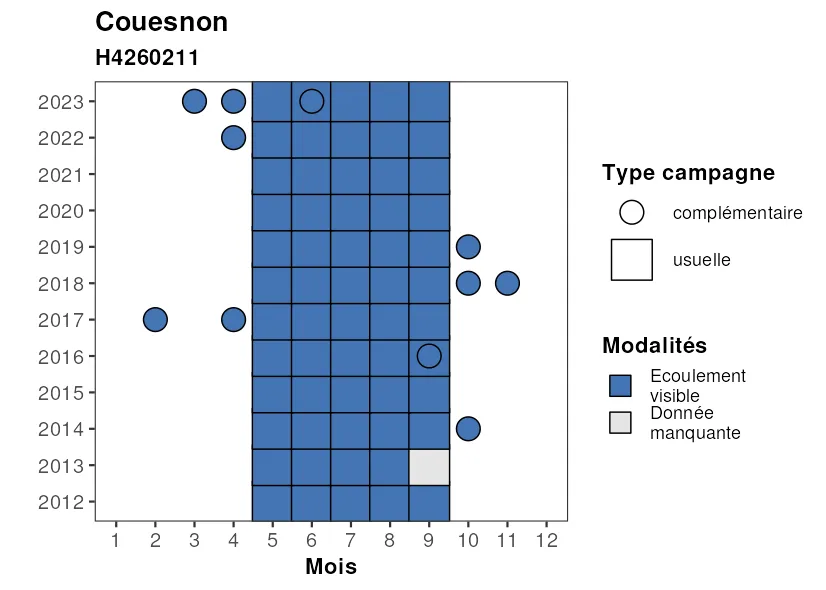 Couesnon
H4260211
2023
2022
2021
2020
2019
2018
2017
2016
2015
2014
2013
2012
1 2 3 4 5 6 7 8 9 10 11 12
Mois
Type campagne
complémentaire
usuelle
Modalités
Ecoulement
visible
Donnée
manquante